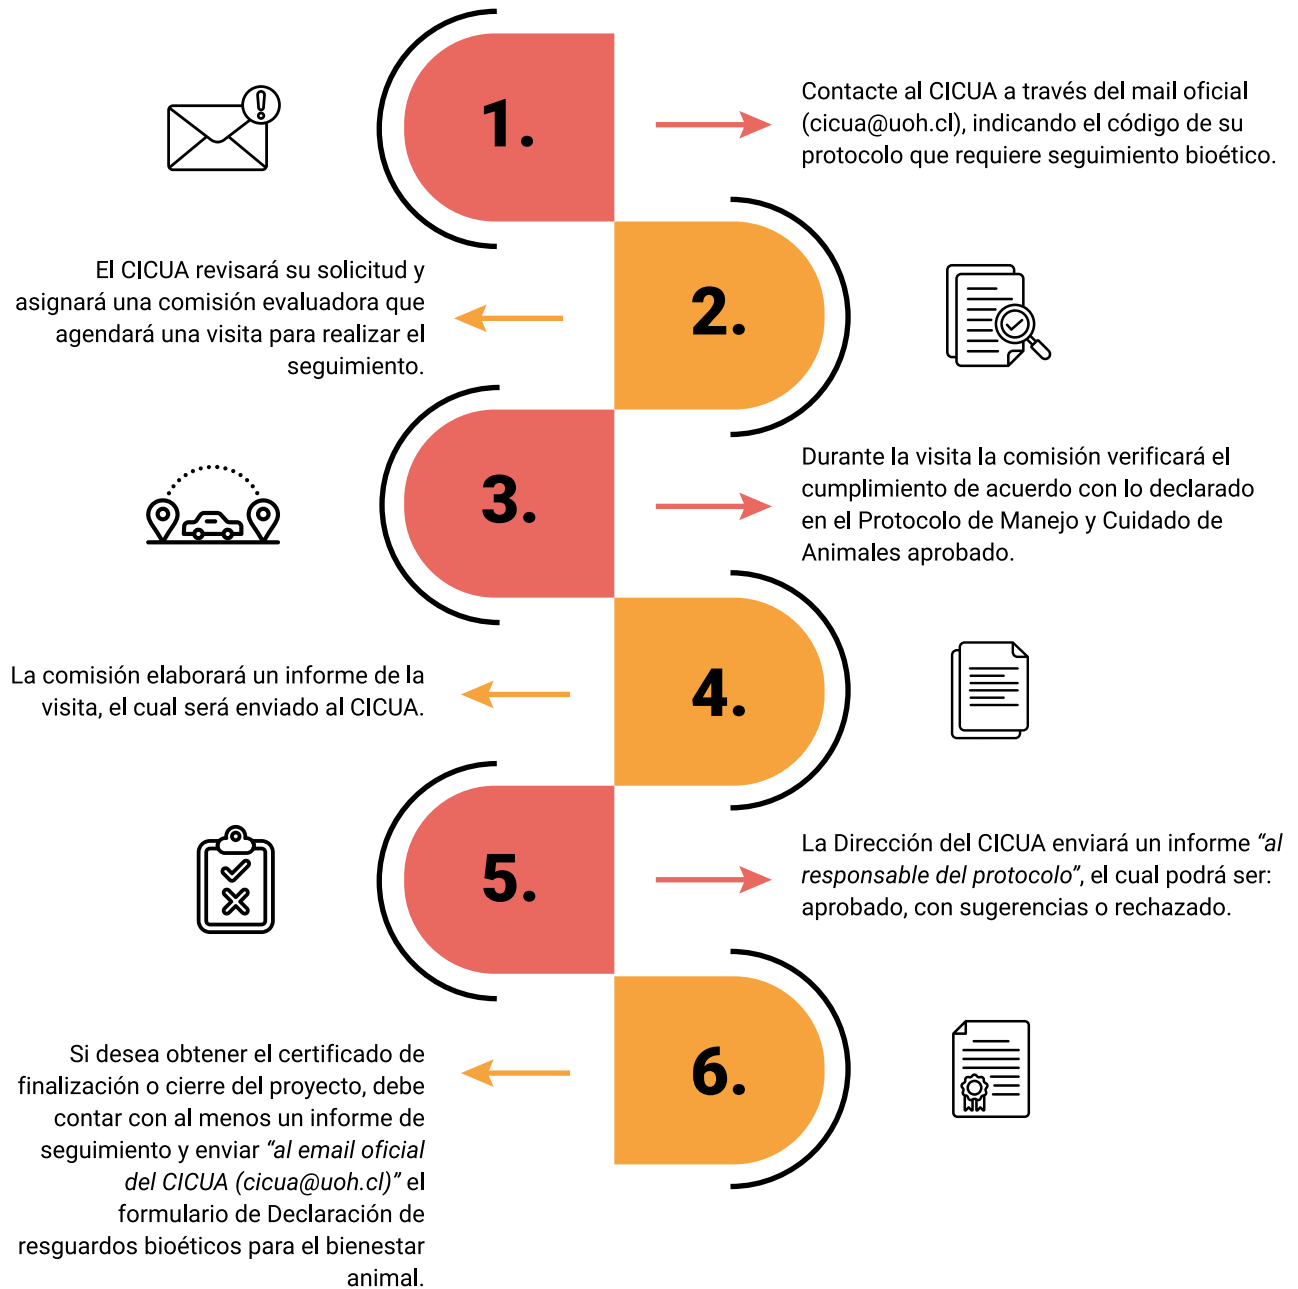 1.
Contacte al CICUA a través del mail oficial
(cicua@uoh.cl), indicando el código de su
protocolo que requiere seguimiento bioético.
2.
El CICUA revisará su solicitud y
asignará una comisión evaluadora que
agendará una visita para realizar el
seguimiento.
3.
Durante la visita la comisión verificará el
cumplimiento de acuerdo con lo declarado
en el Protocolo de Manejo y Cuidado de
Animales aprobado.
4.
La comisión elaborará un informe de la
visita, el cual será enviado al CICUA.
5.
La Dirección del CICUA enviará un informe “al
responsable del protocolo”, el cual podrá ser:
aprobado, con sugerencias o rechazado.
6.
Si desea obtener el certificado de
finalización o cierre del proyecto, debe
contar con al menos un informe de
seguimiento y enviar “al email oficial
del CICUA (cicua@uoh.cl)” el
formulario de Declaración de
resguardos bioéticos para el bienestar
animal.